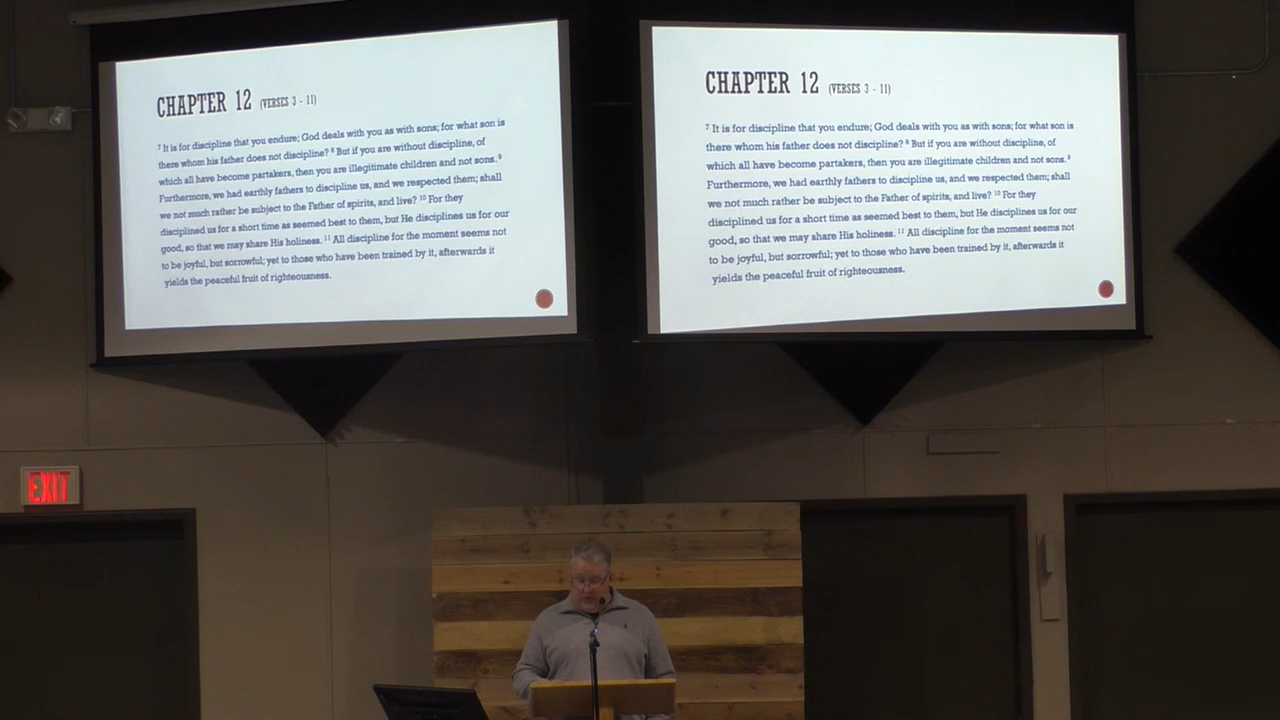 CHAPTER 12 (VERSES 3 - 11)
⁷ It is for discipline that you endure; God deals with you as with sons; for what son is
there whom his father does not discipline? ⁸ But if you are without discipline, of
which all have become partakers, then you are illegitimate children and not sons. ⁹
Furthermore, we had earthly fathers to discipline us, and we respected them; shall
we not much rather be subject to the Father of spirits, and live? ¹⁰ For they
disciplined us for a short time as seemed best to them, but He disciplines us for our
good, so that we may share His holiness. ¹¹ All discipline for the moment seems not
to be joyful, but sorrowful; yet to those who have been trained by it, afterwards it
yields the peaceful fruit of righteousness.
CHAPTER 12 (VERSES 3 - 11)
⁷ It is for discipline that you endure; God deals with you as with sons; for what son is
there whom his father does not discipline? ⁸ But if you are without discipline, of
which all have become partakers, then you are illegitimate children and not sons. ⁹
Furthermore, we had earthly fathers to discipline us, and we respected them; shall
we not much rather be subject to the Father of spirits, and live? ¹⁰ For they
disciplined us for a short time as seemed best to them, but He disciplines us for our
good, so that we may share His holiness. ¹¹ All discipline for the moment seems not
to be joyful, but sorrowful; yet to those who have been trained by it, afterwards it
yields the peaceful fruit of righteousness.
EXIT